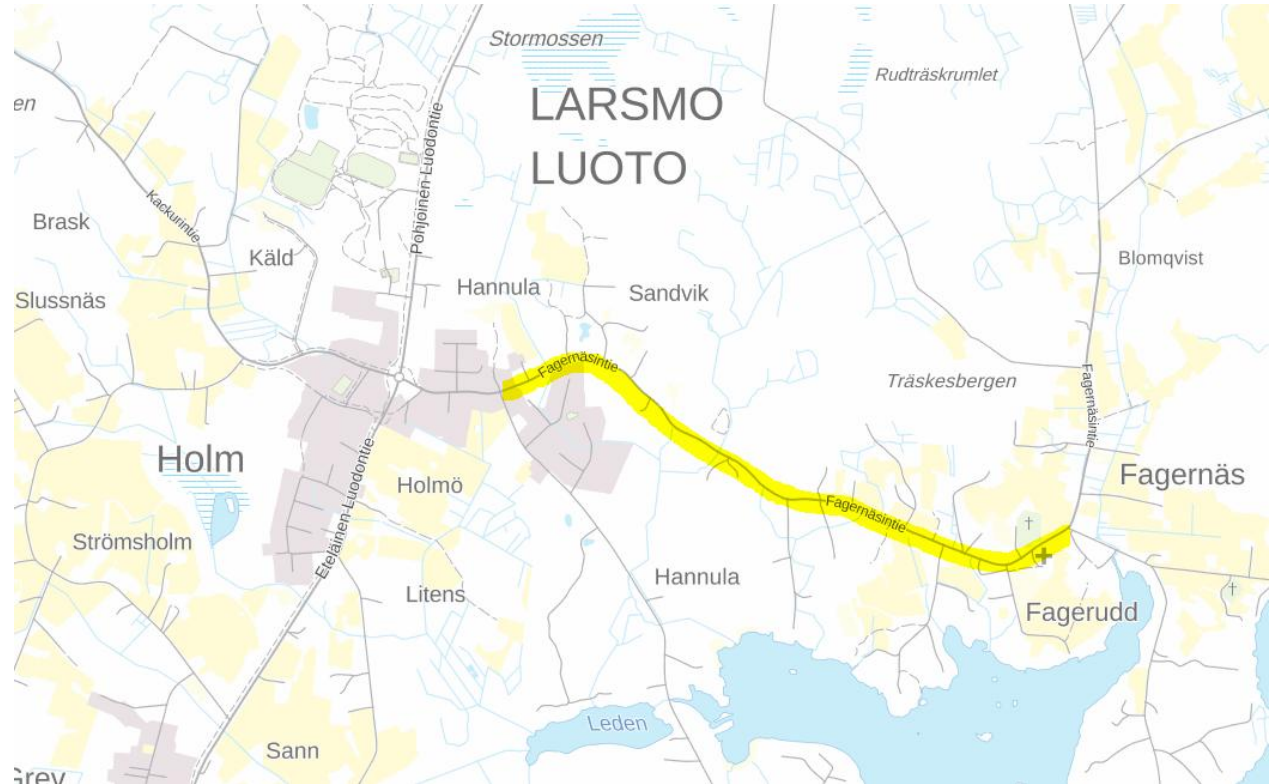 Stormossen
Rudträskrumlet
en
LARSMO
LUOTO
Pohjoinen-Luodontie
Kackurintie
Brask
Käld
Blomqvist
Hannula
Sandvik
Slussnäs
Fagernäsintie
Träskesbergen
Fagernäsintie
Holm
Holmö
Fagernäs
Fagernäsintie
Eteläinen-Luodontie
Strömsholm
Hannula
Litens
Fagerudd
Leden
Sann
Grev